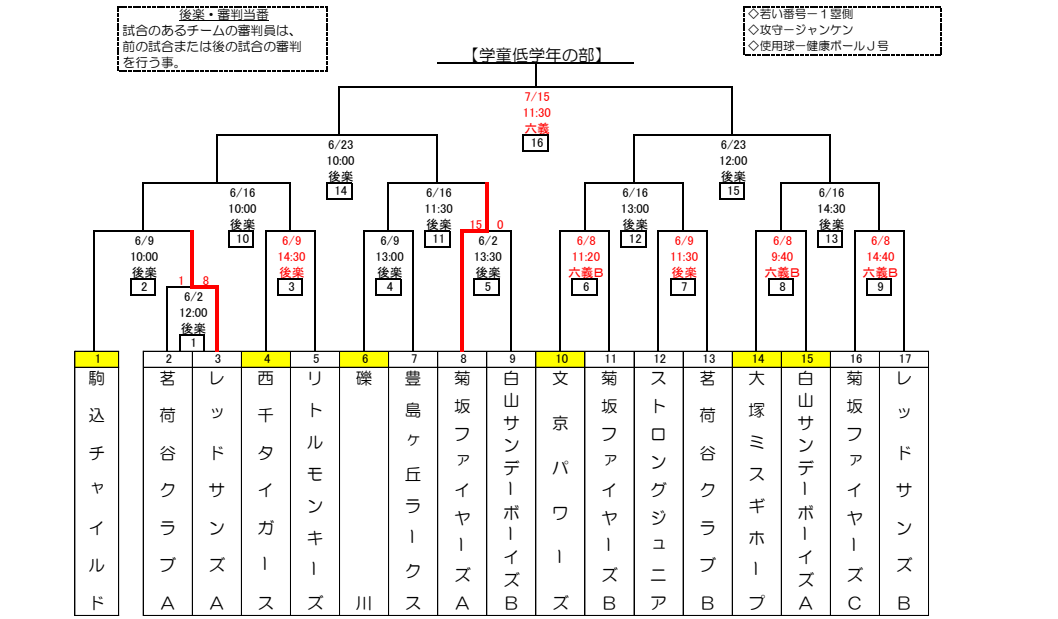 後楽・審判当番
試合のあるチームの審判員は、
前の試合または後の試合の審判
を行う事。
◇若い番号ー１塁側
◇攻守ージャンケン
◇使用球ー健康ボールＪ号
【学童低学年の部】
7/15
11:30
六義
16
6/23
10:00
後楽
14
6/23
12:00
後楽
15
6/16
10:00
後楽
10
6/16
11:30
後楽
11
6/16
13:00
後楽
12
6/16
14:30
後楽
13
15 0
6/9
10:00
後楽
2
6/9
14:30
後楽
3
6/9
13:00
後楽
4
6/2
13:30
後楽
5
6/8
11:20
六義B
6
6/9
11:30
後楽
7
6/8
9:40
六義B
8
6/8
14:40
六義B
9
1 8
6/2
12:00
後楽
1
1 2 3 4 5 6 7 8 9 10 11 12 13 14 15 16 17
駒込チャイルド
茗荷谷クラブＡ
レッドサンズＡ
西千タイガース
リトルモンキーズ
礫川
豊島ヶ丘ラークス
菊坂ファイヤーズＡ
白山サンデーボーイズＢ
文京パワーズ
菊坂ファイヤーズＢ
ストロングジュニア
茗荷谷クラブＢ
大塚ミスギホープ
白山サンデーボーイズＡ
菊坂ファイヤーズＣ
レッドサンズＢ